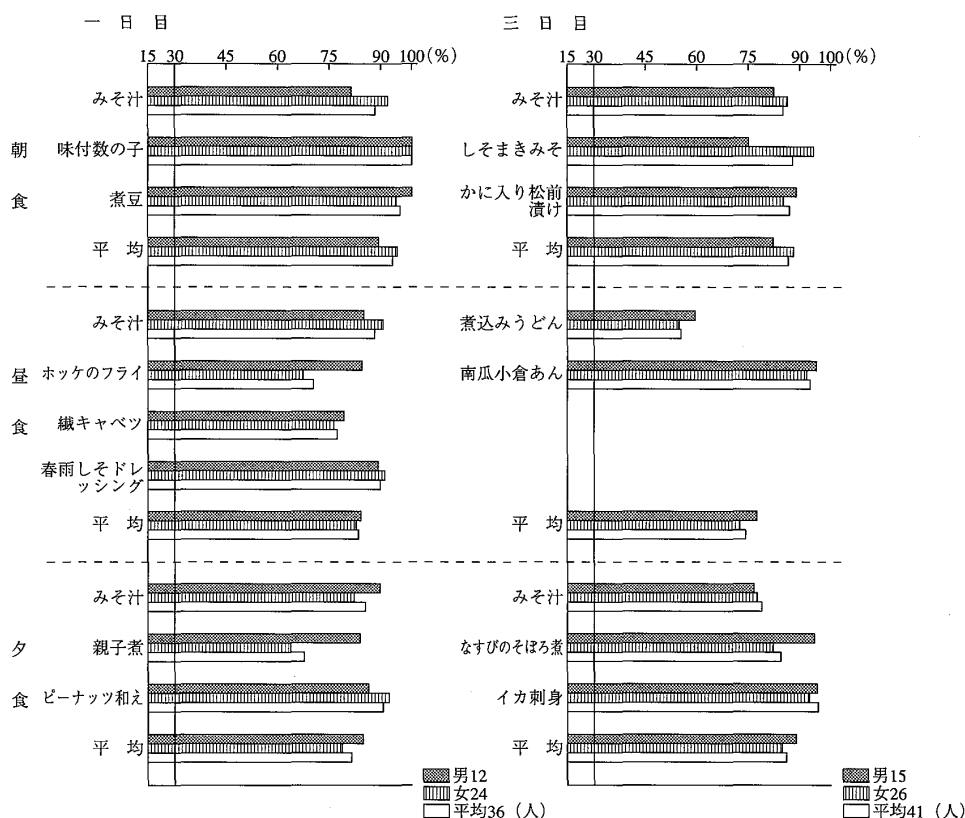 一日目
15 30 45 60 75 90 100(%)
朝食
みそ汁
味付数の子
煮豆
平均
昼食
みそ汁
ホッケのフライ
繊キャベツ
春雨しそドレ
ッシング
平均
夕食
みそ汁
親子煮
ピーナッツ和え
平均
男12
女24
平均36(人)
三日目
15 30 45 60 75 90 100(%)
みそ汁
しそまきみそ
かに入り松前
漬け
平均
煮込みうどん
南瓜小倉あん
平均
みそ汁
なすびのそぼろ煮
イカ刺身
平均
男15
女26
平均41(人)